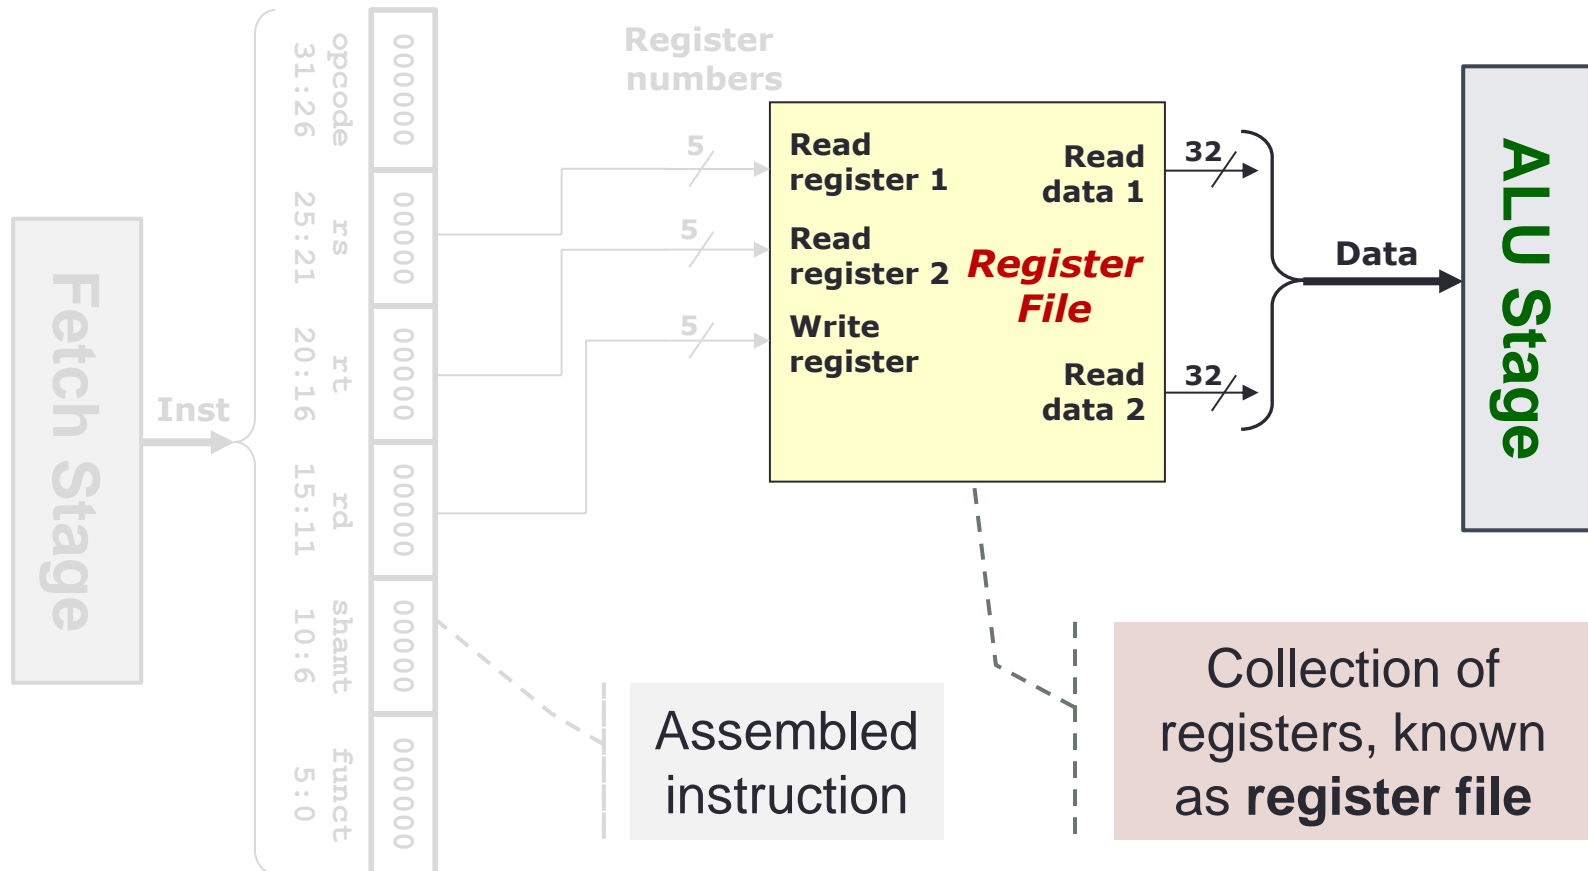 Fetch Stage
Inst
opcode
31:26
000000
rs
25:21
00000
rt
20:16
00000
rd
15:11
00000
shamt
10:6
00000
funct
5:0
000000
Register
numbers
5
5
5
Read
register 1
Read
register 2
Write
register
Register
File
Read
data 1
Read
data 2
32
32
Data
ALU Stage
Assembled
instruction
Collection of
registers, known
as register file